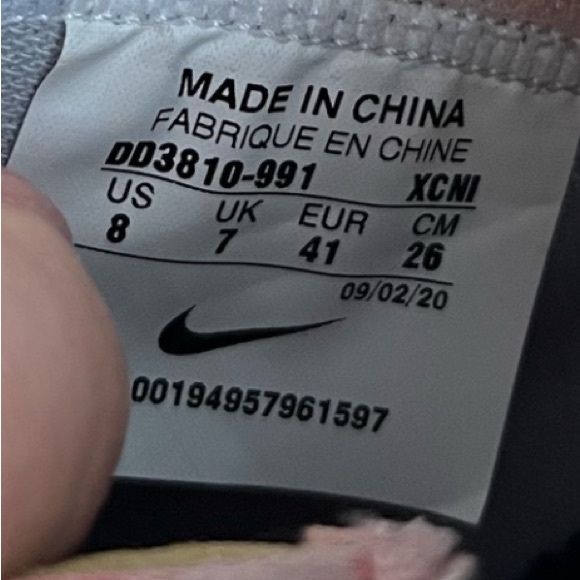 MADE IN CHINA
FABRIQUE EN CHINE
DD3810-991 XCNI
US UK EUR CM
8 7 41 26
09/02/20
00194957961597